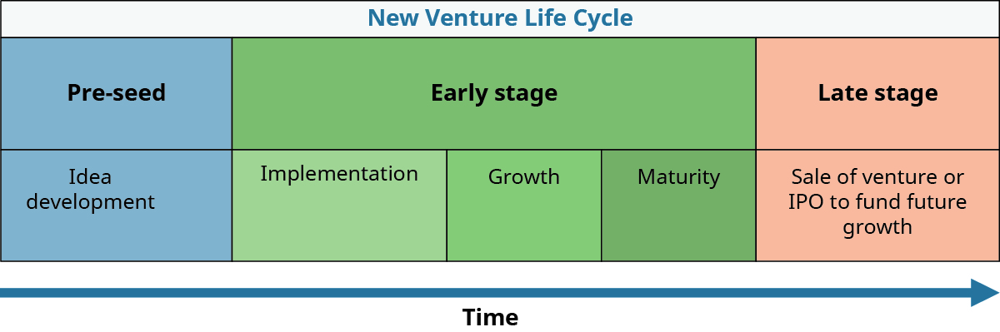 New Venture Life Cycle
Pre-seed
Early stage
Late stage
Idea
development
Implementation
Growth
Maturity
Sale of venture or
IPO to fund future
growth
Time